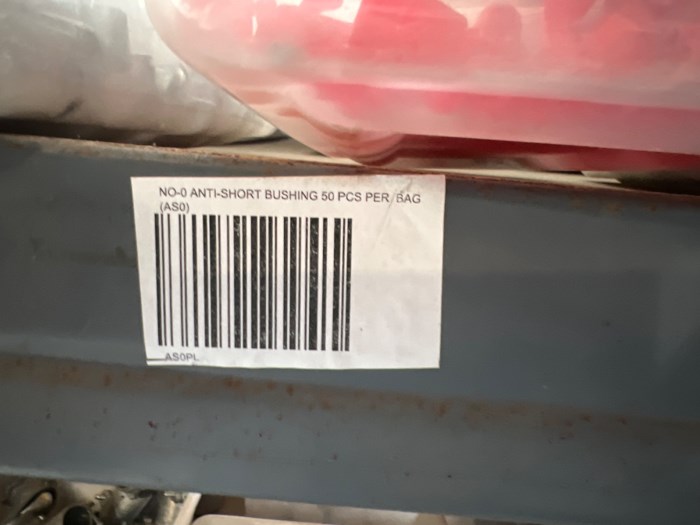 NO-0 ANTI-SHORT BUSHING 50 PCS PER BAG
(AS0)
AS0PL